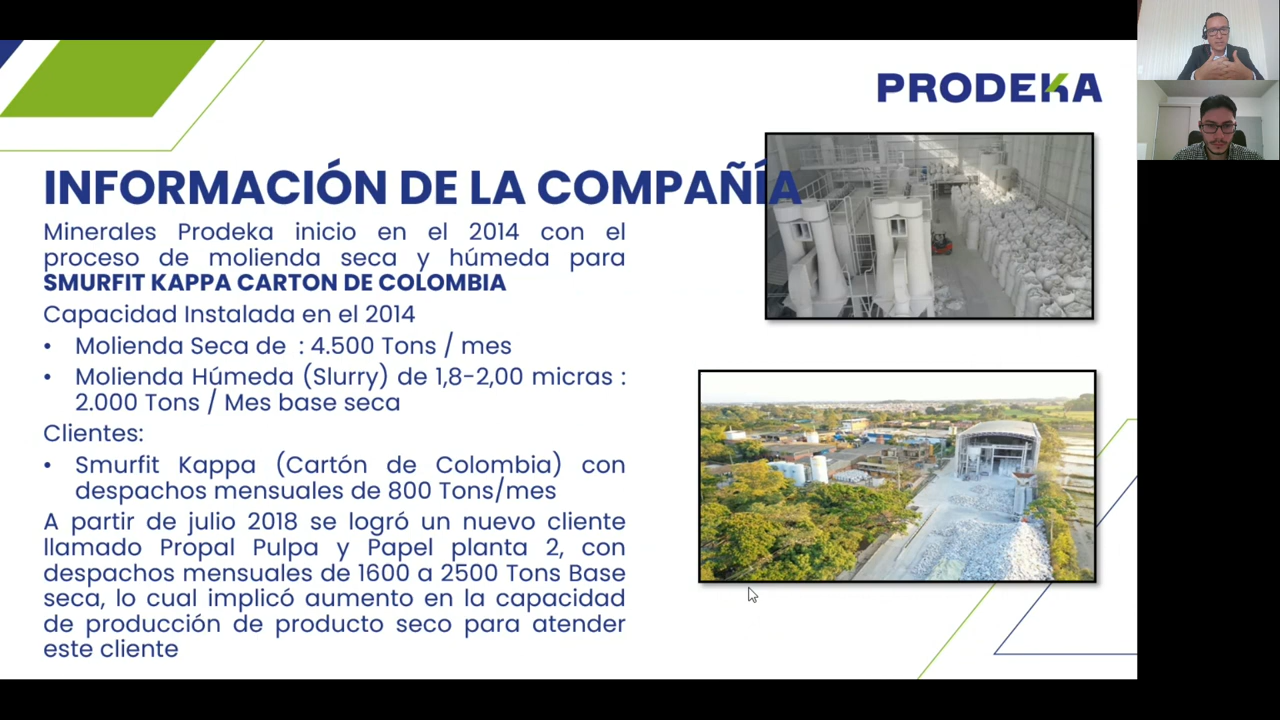 PRODEKA
INFORMACIÓN DE LA COMPAÑÍA
Minerales Prodeka inicio en el 2014 con el
proceso de molienda seca y húmeda para
SMURFIT KAPPA CARTON DE COLOMBIA
Capacidad Instalada en el 2014
• Molienda Seca de : 4.500 Tons / mes
• Molienda Húmeda (Slurry) de 1,8-2,00 micras :
2.000 Tons / Mes base seca
Clientes:
• Smurfit Kappa (Cartón de Colombia) con
despachos mensuales de 800 Tons/mes
A partir de julio 2018 se logró un nuevo cliente
llamado Propal Pulpa y Papel planta 2, con
despachos mensuales de 1600 a 2500 Tons Base
seca, lo cual implicó aumento en la capacidad
de producción de producto seco para atender
este cliente